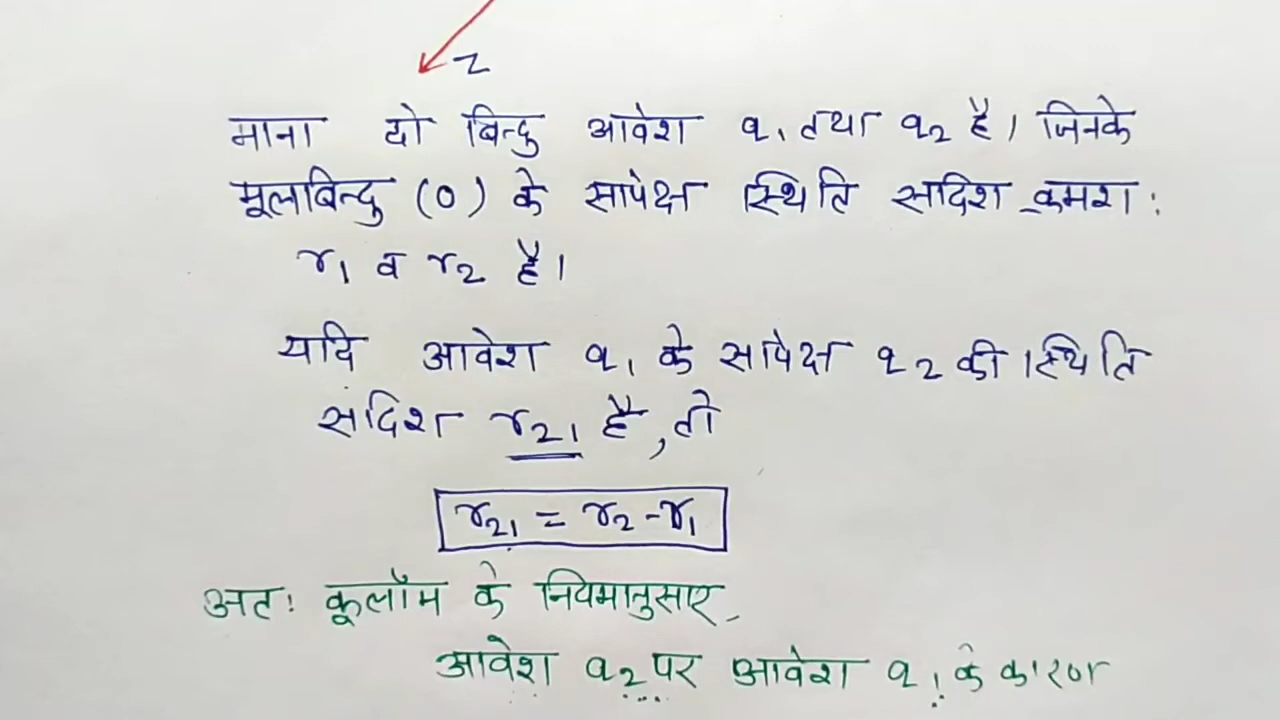 z
माना दो बिन्दु आवेश q1 तथा q2 है। जिनके
मूलबिन्दु (0) के सापेक्ष स्थिति सदिश क्रमश:
r1 व r2 है।
यदि आवेश q1 के सापेक्ष q2 की स्थिति
सदिश r21 है, तो
r21 = r2 - r1
अत: कूलॉम के नियमानुसार,
आवेश q2 पर आवेश q1 के कारण